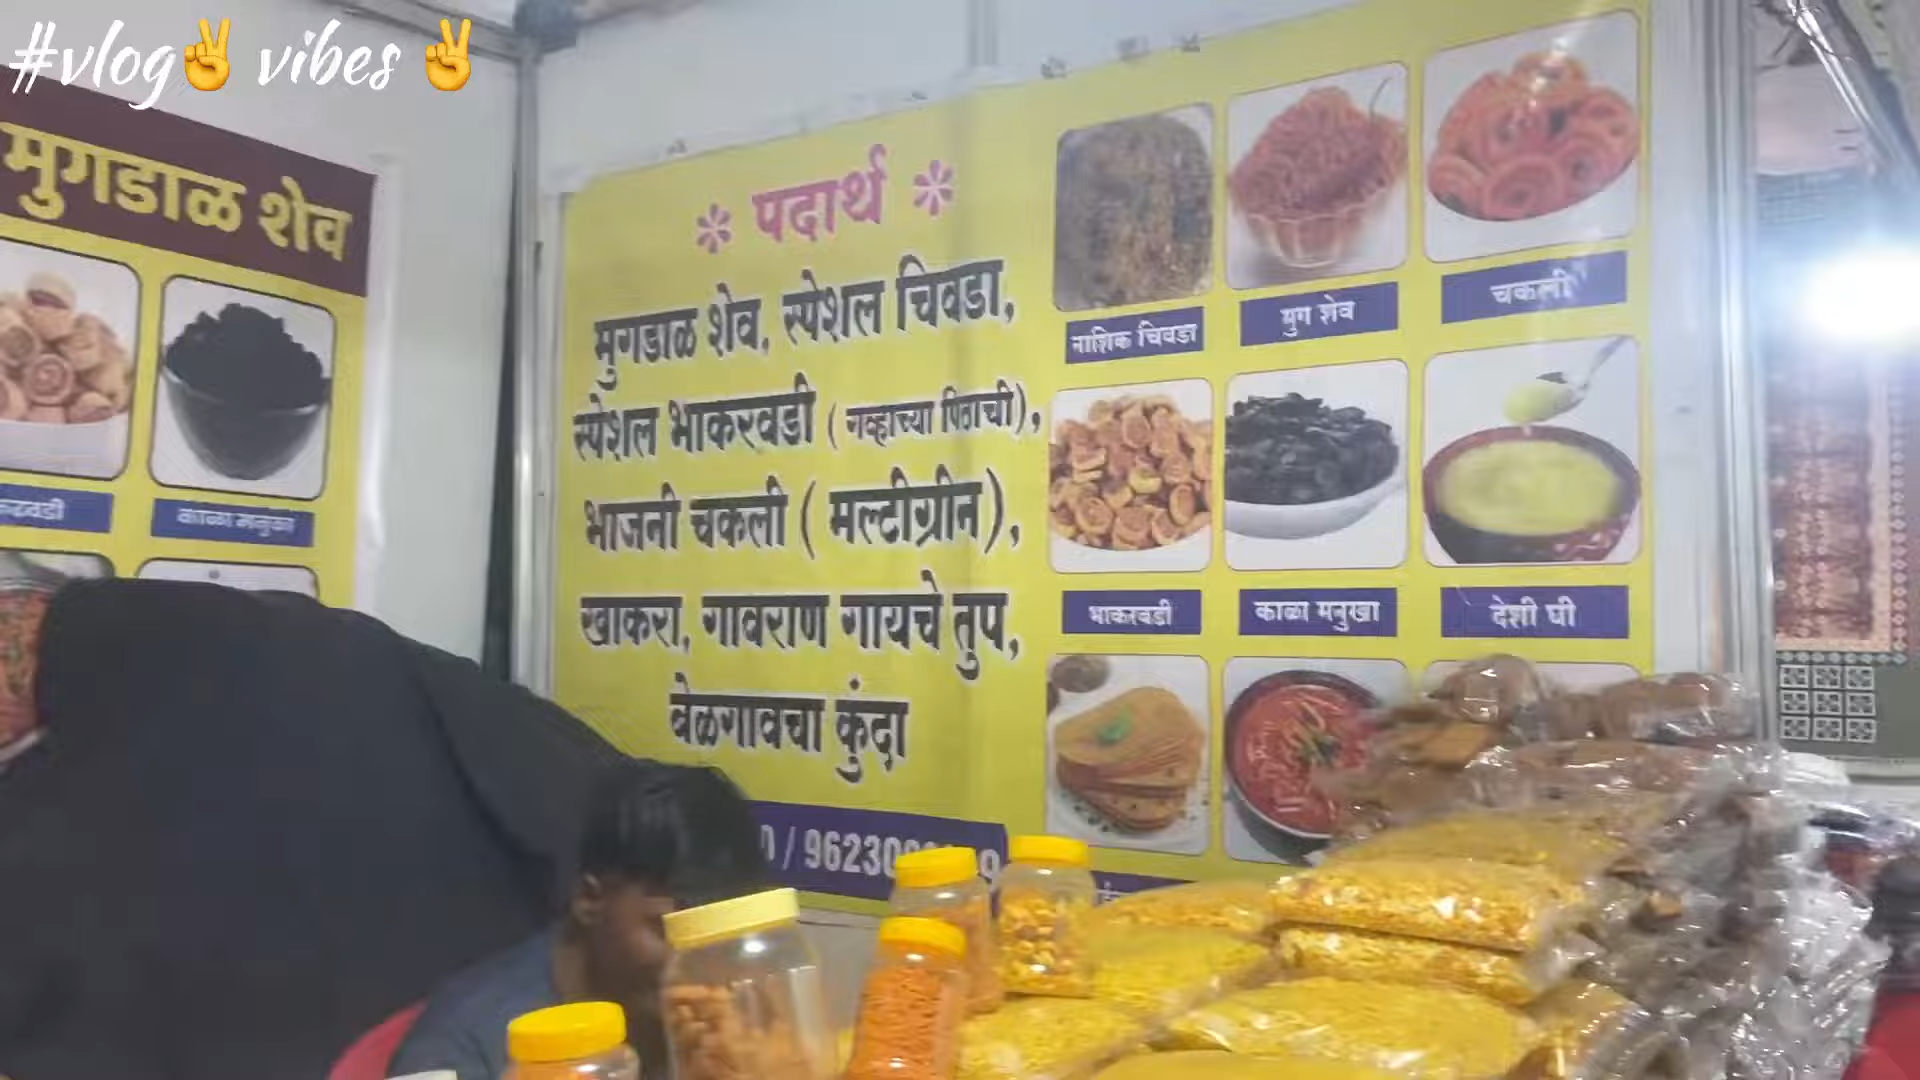 #vlog✌ vibes ✌
मुगडाळ शेव
काळा मनुका
* पदार्थ *
मुगडाळ शेव, स्पेशल चिवडा,
स्पेशल भाकरवडी ( गव्हाच्या पिठाची ),
भाजनी चकली ( मल्टीग्रीन ),
खाकरा, गावराण गायचे तुप,
वेळगावचा कुंदा
नाशिक चिवडा
मुग शेव
चकली
भाकरवडी
काळा मनुखा
देशी घी